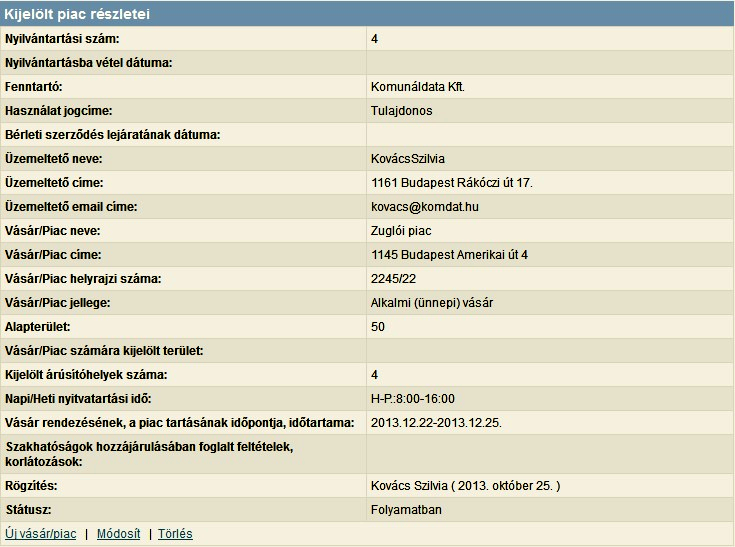 Kijelölt piac részletei
Nyilvántartási szám: 4
Nyilvántartásba vétel dátuma:
Fenntartó: Komunáldata Kft.
Használat jogcíme: Tulajdonos
Bérleti szerződés lejáratának dátuma:
Üzemeltető neve: KovácsSzilvia
Üzemeltető címe: 1161 Budapest Rákóczi út 17.
Üzemeltető email címe: kovacs@komdat.hu
Vásár/Piac neve: Zuglói piac
Vásár/Piac címe: 1145 Budapest Amerikai út 4
Vásár/Piac helyrajzi száma: 2245/22
Vásár/Piac jellege: Alkalmi (ünnepi) vásár
Alapterület: 50
Vásár/Piac számára kijelölt terület:
Kijelölt árúsítóhelyek száma: 4
Napi/Heti nyitvatartási idő: H-P.:8:00-16:00
Vásár rendezésének, a piac tartásának időpontja, időtartama: 2013.12.22-2013.12.25.
Szakhatóságok hozzájárulásában foglalt feltételek,
korlátozások:
Rögzítés: Kovács Szilvia ( 2013. október 25. )
Státusz: Folyamatban
Új vásár/piac | Módosít | Törlés